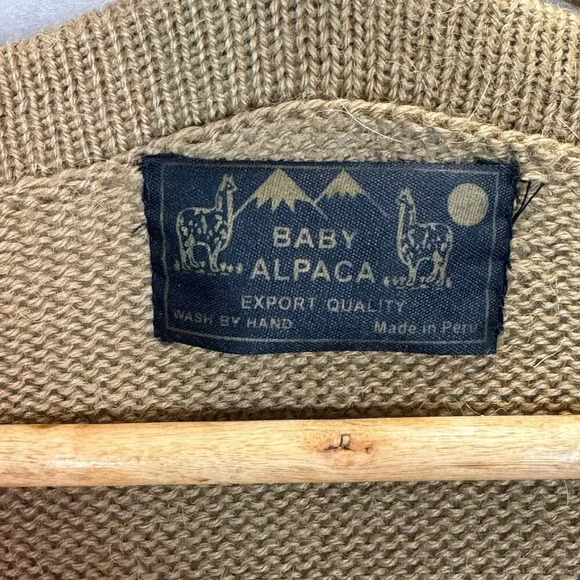 BABY
ALPACA
EXPORT QUALITY
WASH BY HAND
Made in Peru